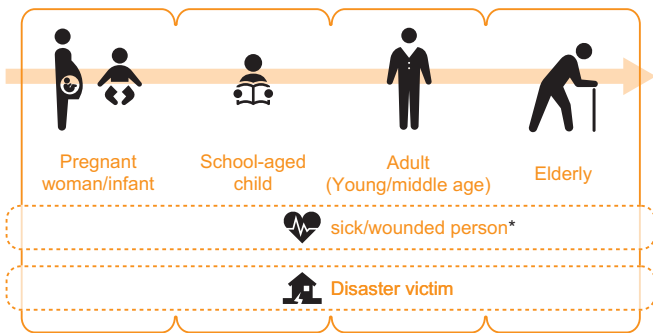 Pregnant
woman/infant
School-aged
child
Adult
(Young/middle age)
Elderly
sick/wounded person*
Disaster victim